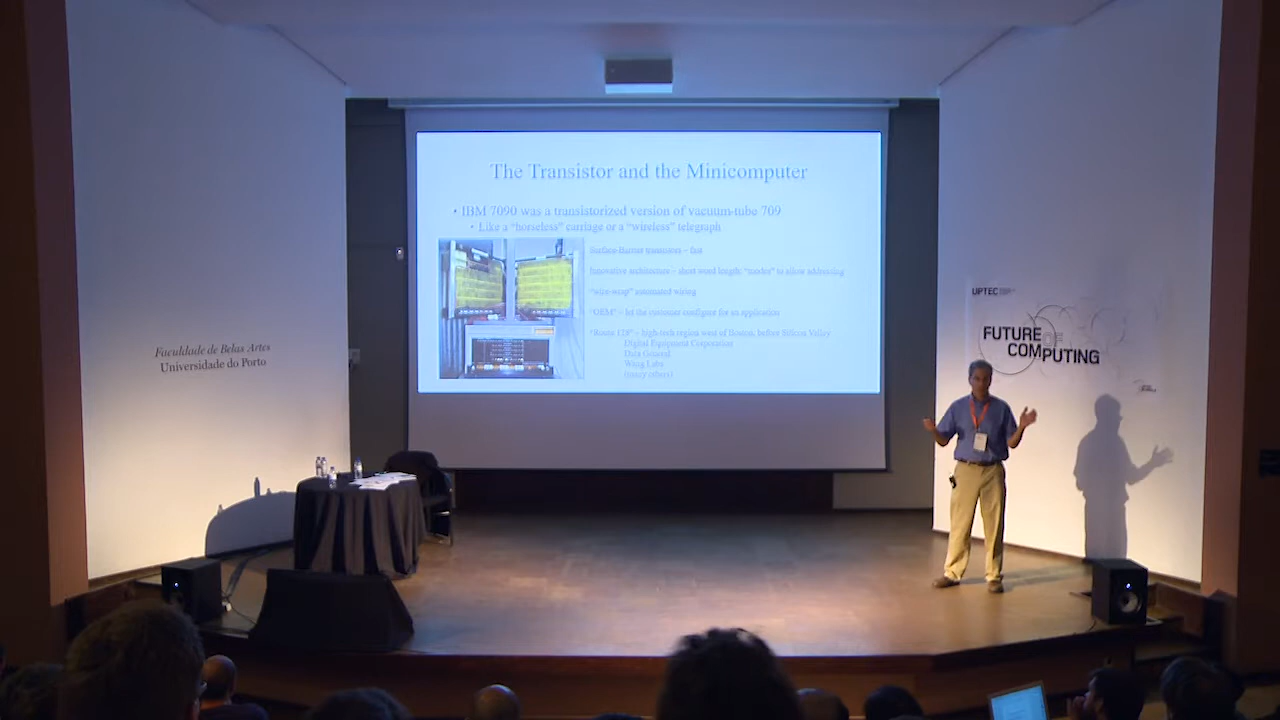 The Transistor and the Minicomputer
• IBM 7090 was a transistorized version of vacuum-tube 709
• Like a "horseless" carriage or a "wireless" telegraph
Surface-Barrier transistors – fast
Innovative architecture – short word length; "modes" to allow addressing
"wire-wrap" automated wiring
"OEM" – let the customer configure for an application
"Route 128" – high-tech region west of Boston, before Silicon Valley
Digital Equipment Corporation
Data General
Wang Labs
(many others)
Faculdade de Belas Artes
Universidade do Porto
UPTEC
FUTURE
OF
COMPUTING